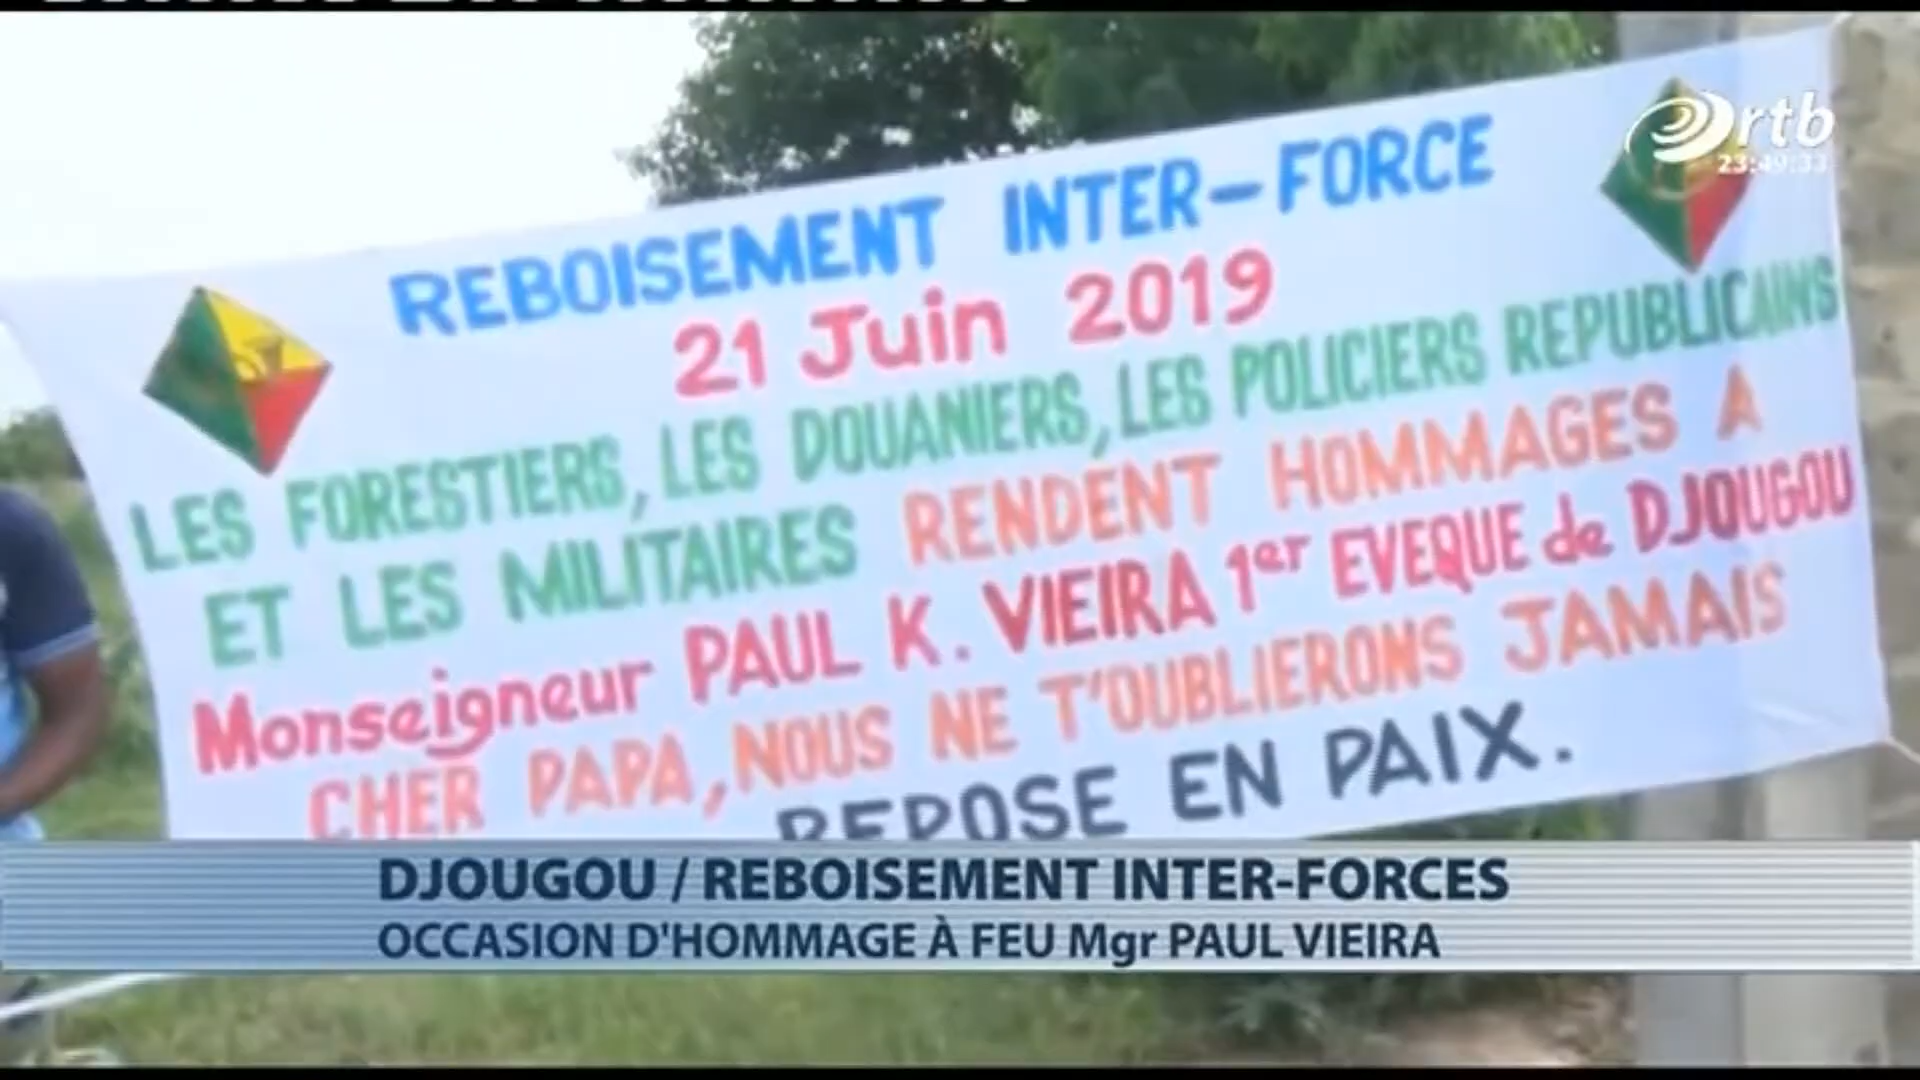 ortb
23:49:33
REBOISEMENT INTER-FORCE
21 Juin 2019
LES FORESTIERS, LES DOUANIERS, LES POLICIERS REPUBLICAINS
ET LES MILITAIRES RENDENT HOMMAGES A
Monseigneur PAUL K. VIEIRA 1er EVEQUE de DJOUGOU
CHER PAPA, NOUS NE T'OUBLIERONS JAMAIS
REPOSE EN PAIX.
DJOUGOU / REBOISEMENT INTER-FORCES
OCCASION D'HOMMAGE À FEU Mgr PAUL VIEIRA